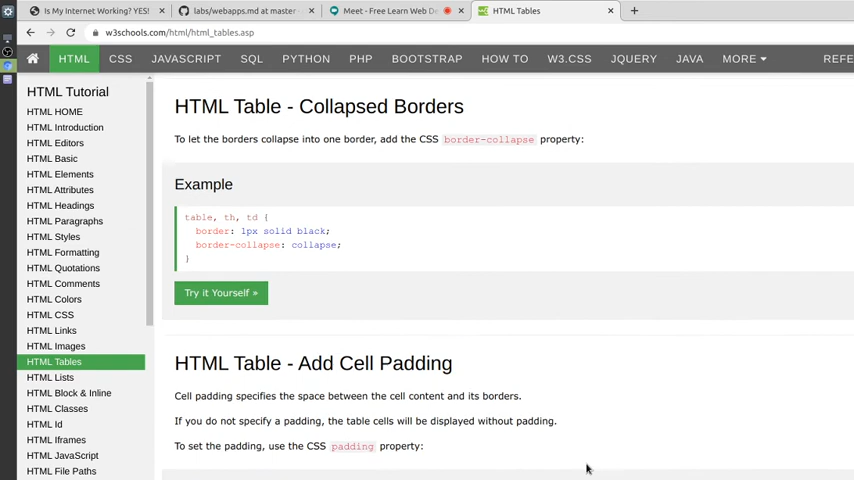 Is My Internet Working? YES!
labs/webapps.md at master
Meet - Free Learn Web De
HTML Tables
w3schools.com/html/html_tables.asp
HTML CSS JAVASCRIPT SQL PYTHON PHP BOOTSTRAP HOW TO W3.CSS JQUERY JAVA MORE REFE
HTML Tutorial
HTML HOME
HTML Introduction
HTML Editors
HTML Basic
HTML Elements
HTML Attributes
HTML Headings
HTML Paragraphs
HTML Styles
HTML Formatting
HTML Quotations
HTML Comments
HTML Colors
HTML CSS
HTML Links
HTML Images
HTML Tables
HTML Lists
HTML Block & Inline
HTML Classes
HTML Id
HTML Iframes
HTML JavaScript
HTML File Paths
HTML Table - Collapsed Borders
To let the borders collapse into one border, add the CSS border-collapse property:
Example
table, th, td {
border: 1px solid black;
border-collapse: collapse;
}
Try it Yourself »
HTML Table - Add Cell Padding
Cell padding specifies the space between the cell content and its borders.
If you do not specify a padding, the table cells will be displayed without padding.
To set the padding, use the CSS padding property: